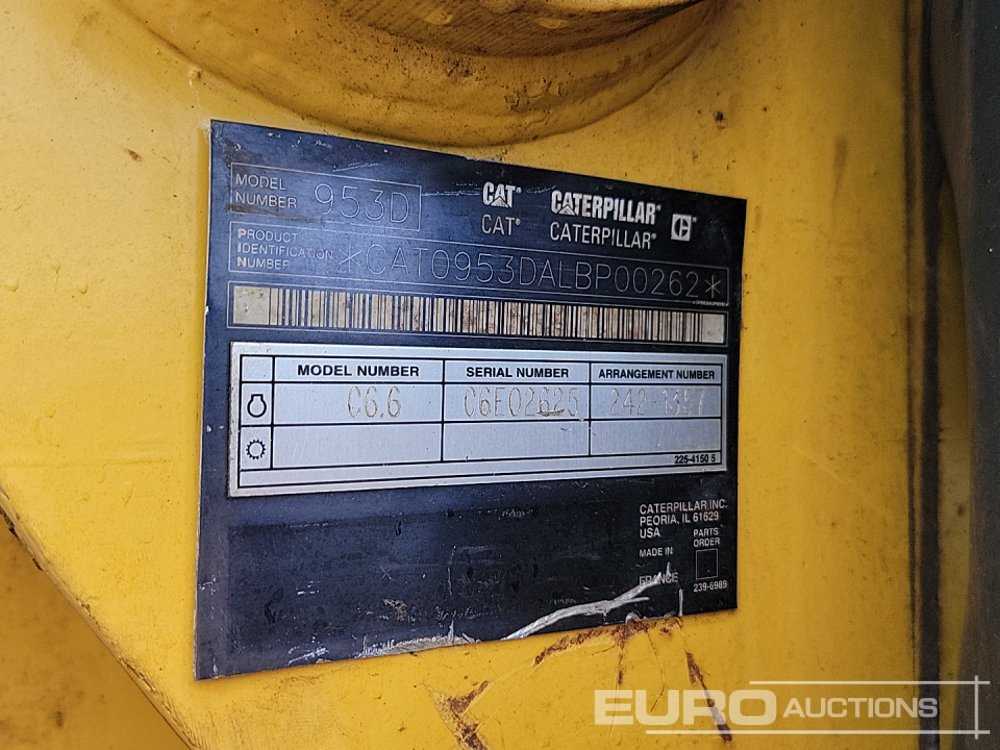 MODEL NUMBER 953D
CAT® CATERPILLAR®
CAT® CATERPILLAR®
PRODUCT IDENTIFICATION NUMBER *CAT0953DALBP00262*
MODEL NUMBER SERIAL NUMBER ARRANGEMENT NUMBER
C6.6 C6E02625 242-1357
225-4150 5
CATERPILLAR INC.
PEORIA, IL 61629
USA
PARTS ORDER
MADE IN
FRANCE
239-6989
EURO AUCTIONS